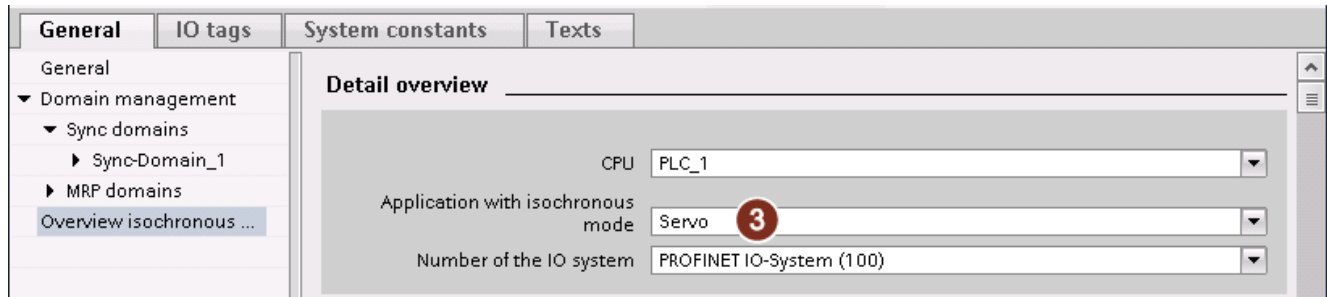 General IO tags System constants Texts
General
Domain management
Sync domains
Sync-Domain_1
MRP domains
Overview isochronous ...
Detail overview
CPU PLC_1
Application with isochronous
mode Servo 3
Number of the IO system PROFINET IO-System (100)